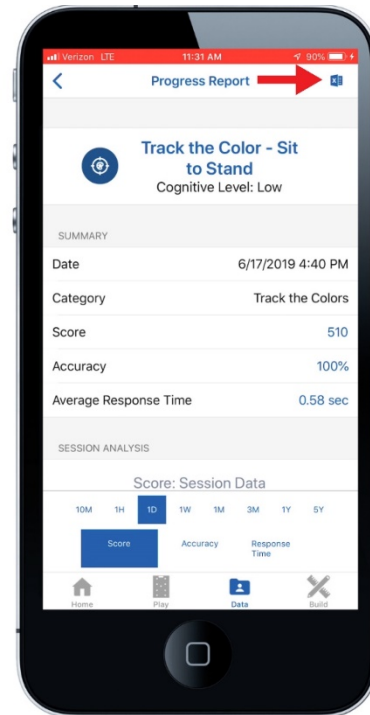 Verizon LTE 11:31 AM 90%
Progress Report
Track the Color - Sit
to Stand
Cognitive Level: Low
SUMMARY
Date 6/17/2019 4:40 PM
Category Track the Colors
Score 510
Accuracy 100%
Average Response Time 0.58 sec
SESSION ANALYSIS
Score: Session Data
10M 1H 1D 1W 1M 3M 1Y 5Y
Score Accuracy Response
Time
Home Play Data Build